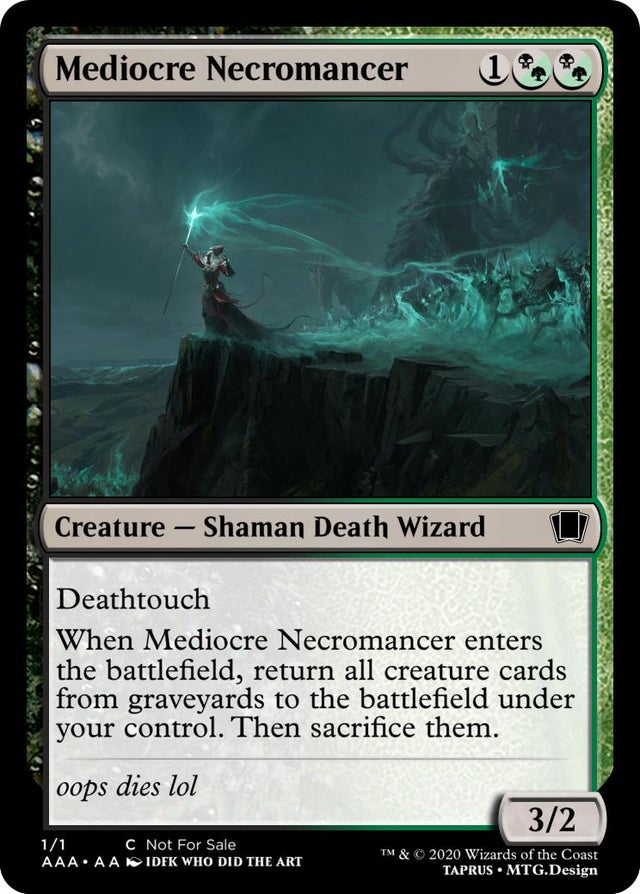 Mediocre Necromancer 1
Creature — Shaman Death Wizard
Deathtouch
When Mediocre Necromancer enters
the battlefield, return all creature cards
from graveyards to the battlefield under
your control. Then sacrifice them.
oops dies lol
3/2
1/1 C Not For Sale
AAA • AA IDFK WHO DID THE ART
™ & © 2020 Wizards of the Coast
TAPRUS • MTG.Design